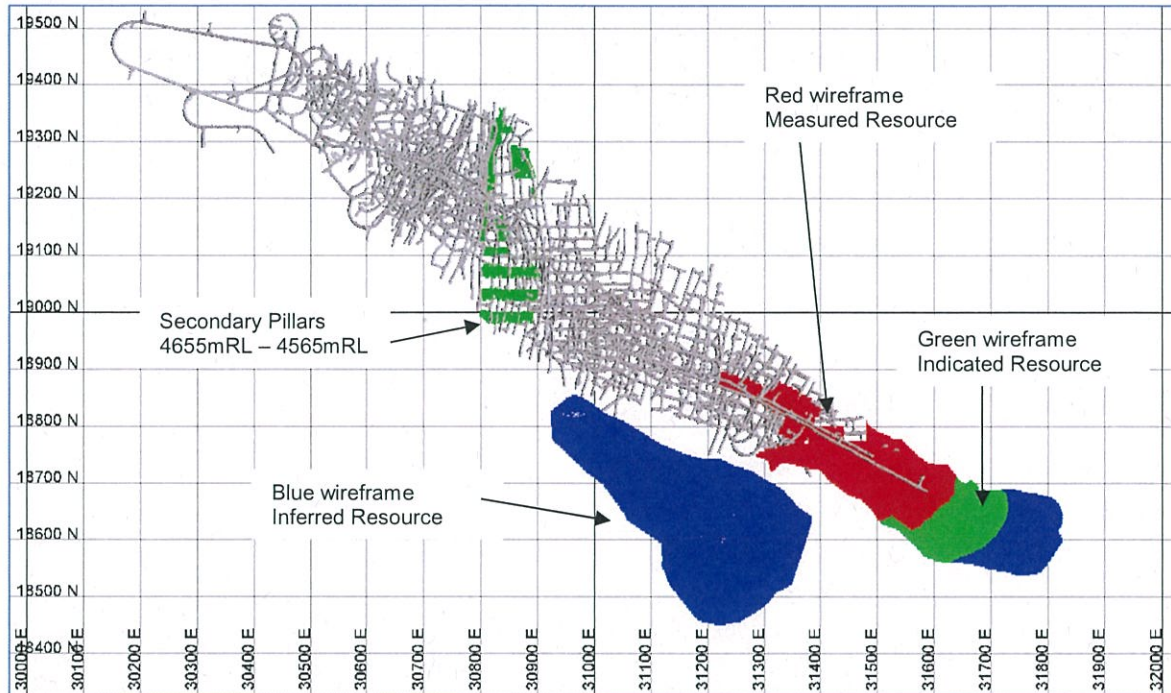 19500 N
19400 N
19300 N
19200 N
19100 N
19000 N
18900 N
18800 N
18700 N
18600 N
18500 N
18400 N
Red wireframe
Measured Resource
Secondary Pillars
4655mRL – 4565mRL
Green wireframe
Indicated Resource
Blue wireframe
Inferred Resource
30000 E
30100 E
30200 E
30300 E
30400 E
30500 E
30600 E
30700 E
30800 E
30900 E
31000 E
31100 E
31200 E
31300 E
31400 E
31500 E
31600 E
31700 E
31800 E
31900 E
32000 E